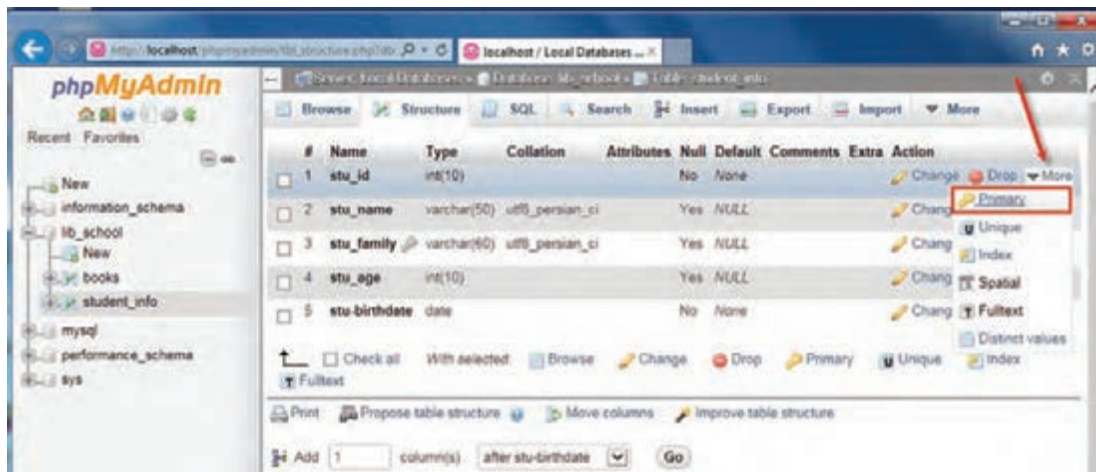 localhost
localhost / Local Databases ...
phpMyAdmin
Recent Favorites
New
information_schema
lib_school
New
books
student_info
mysql
performance_schema
sys
Browse Structure SQL Search Insert Export Import More
# Name Type Collation Attributes Null Default Comments Extra Action
1 stu_id int(10) No None Change Drop More
2 stu_name varchar(50) utf8_persian_ci Yes NULL Chang
3 stu_family varchar(60) utf8_persian_ci Yes NULL Chang
4 stu_age int(10) Yes NULL Chang
5 stu-birthdate date No None Chang
Primary
Unique
Index
Spatial
Fulltext
Distinct values
Check all With selected: Browse Change Drop Primary Unique Index
Fulltext
Print Propose table structure Move columns Improve table structure
Add 1 column(s) after stu-birthdate Go